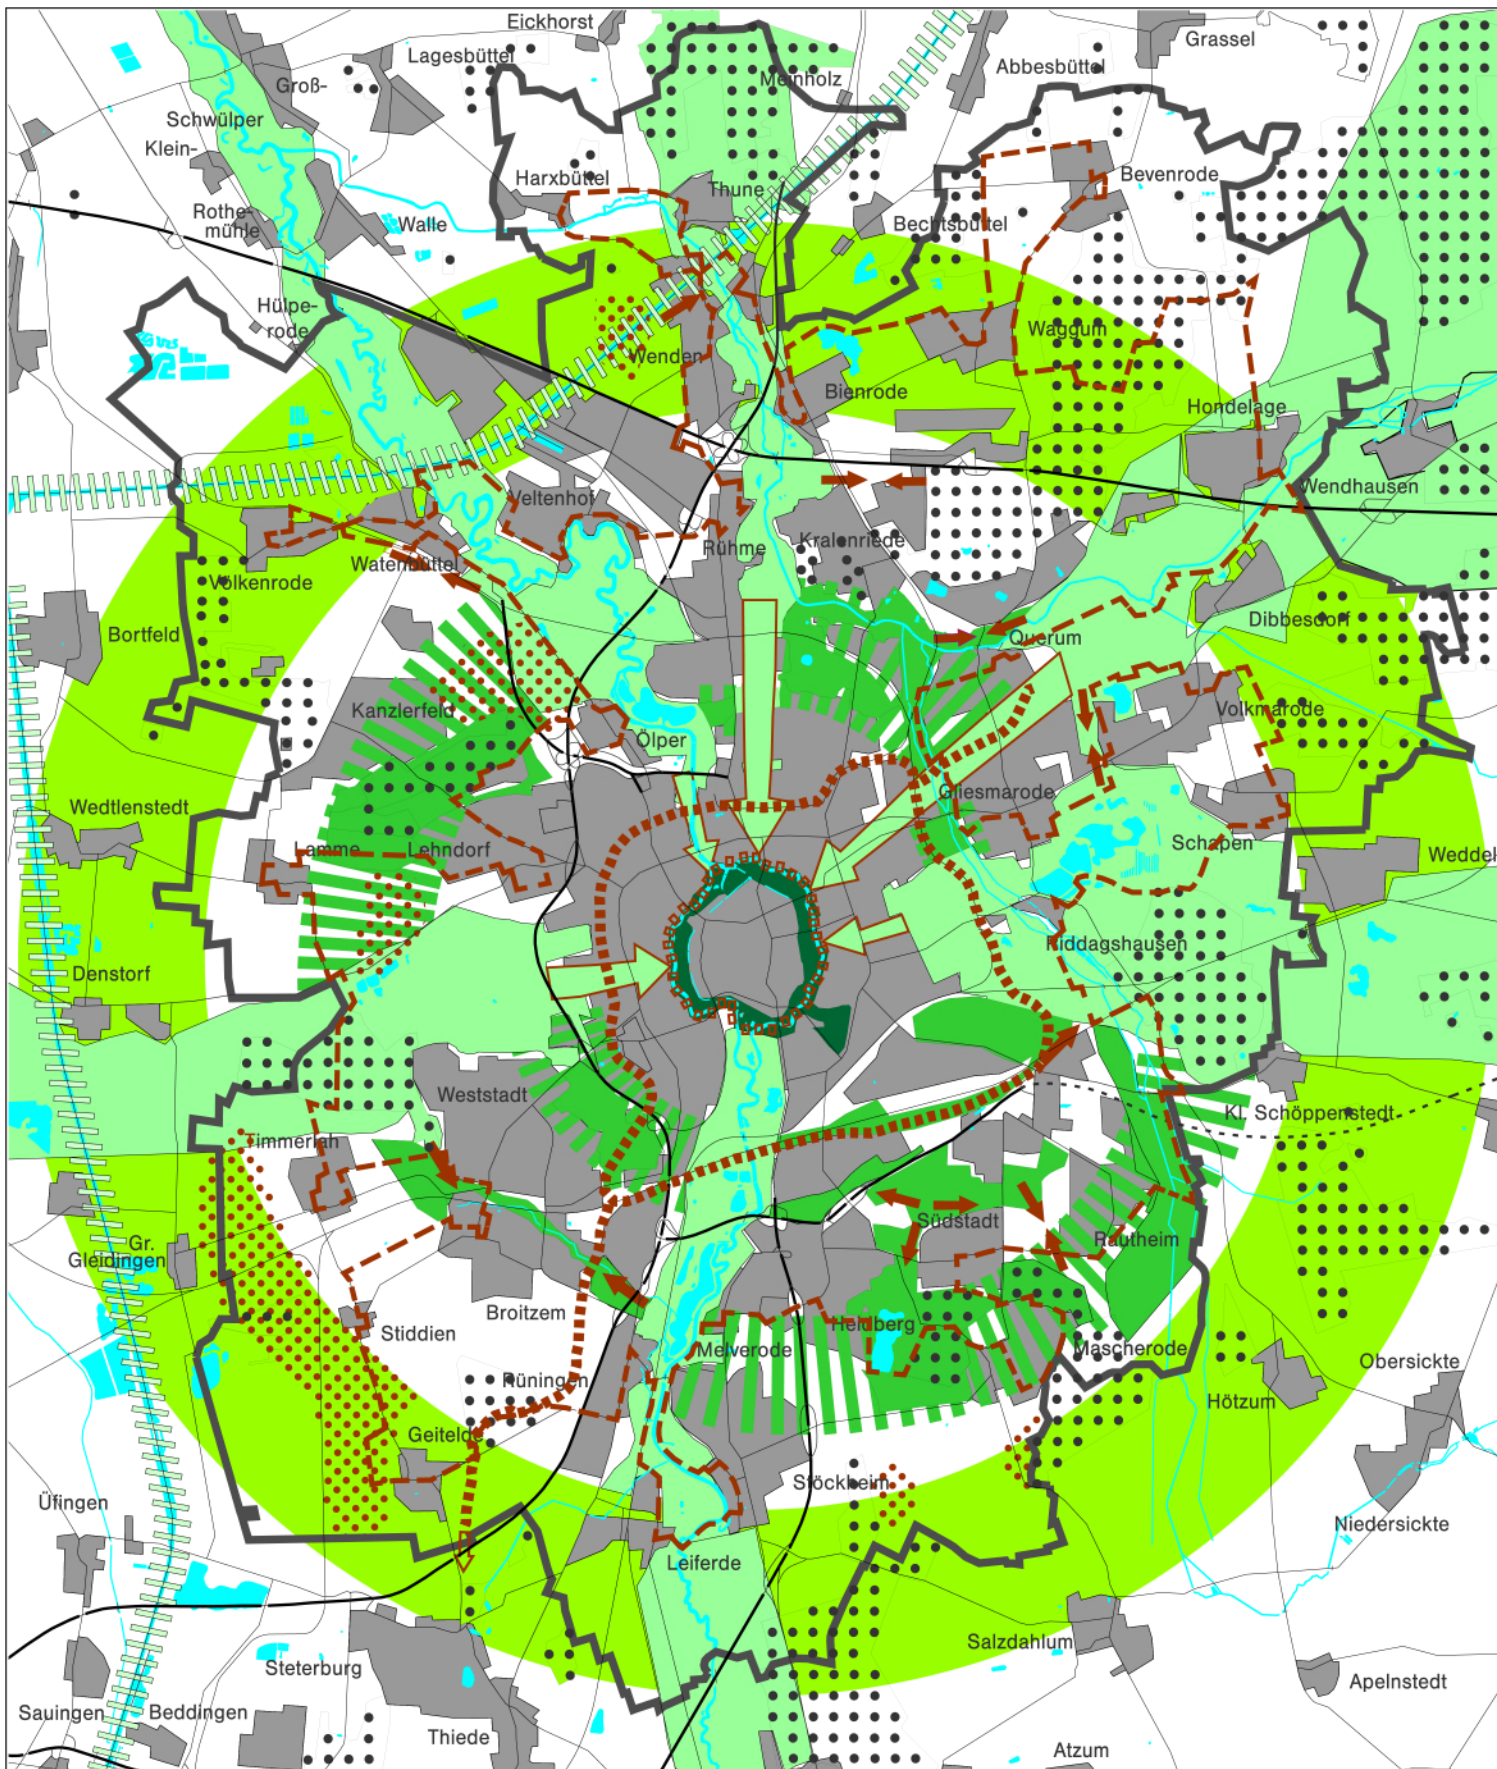 Eickhorst
Grassel
Lagesbüttel
Abbesbüttel
Meinholz
Groß-
Schwülper
Klein-
Bevenrode
Harxbüttel
Thune
Rothe-
mühle
Walle
Bechtsbüttel
Hülpe-
rode
Waggum
Wenden
Bienrode
Hondelage
Wendhausen
Veltenhof
Rühme
Kralenriede
Watenbüttel
Völkenrode
Dibbesdorf
Bortfeld
Querum
Kanzlerfeld
Volkmarode
Ölper
Gliesmarode
Wedtlenstedt
Schapen
Lamme
Lehndorf
Weddel
Riddagshausen
Denstorf
Weststadt
Kl. Schöppenstedt
Timmerlah
Südstadt
Rautheim
Gr.
Gleidingen
Broitzem
Stiddien
Heidberg
Melverode
Mascherode
Obersickte
Rüningen
Hötzum
Geitelde
Stöckheim
Üfingen
Niedersickte
Leiferde
Salzdahlum
Steterburg
Apelnstedt
Sauingen
Beddingen
Thiede
Atzum